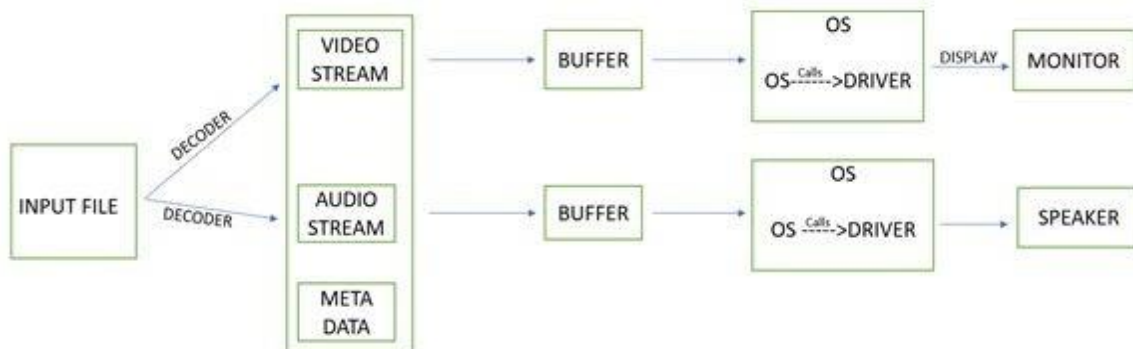 INPUT FILE
DECODER
DECODER
VIDEO
STREAM
AUDIO
STREAM
META
DATA
BUFFER
OS
Calls
OS------>DRIVER
DISPLAY
MONITOR
BUFFER
OS
Calls
OS ----->DRIVER
SPEAKER